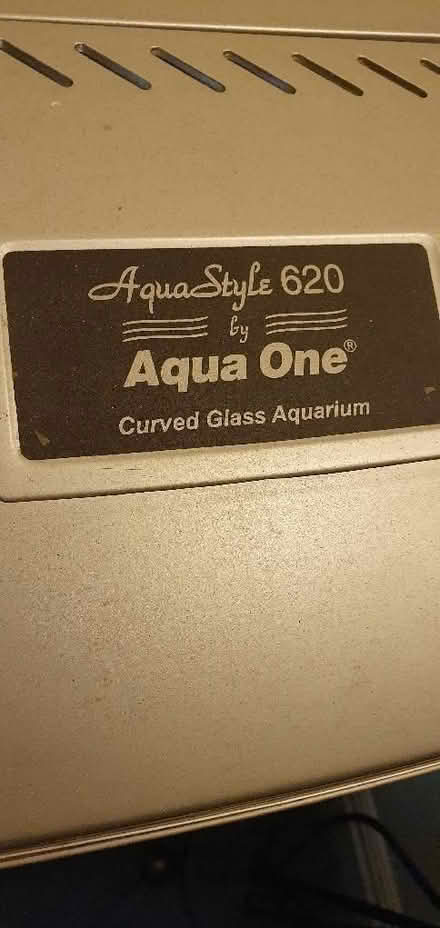 AquaStyle 620
by
Aqua One®
Curved Glass Aquarium